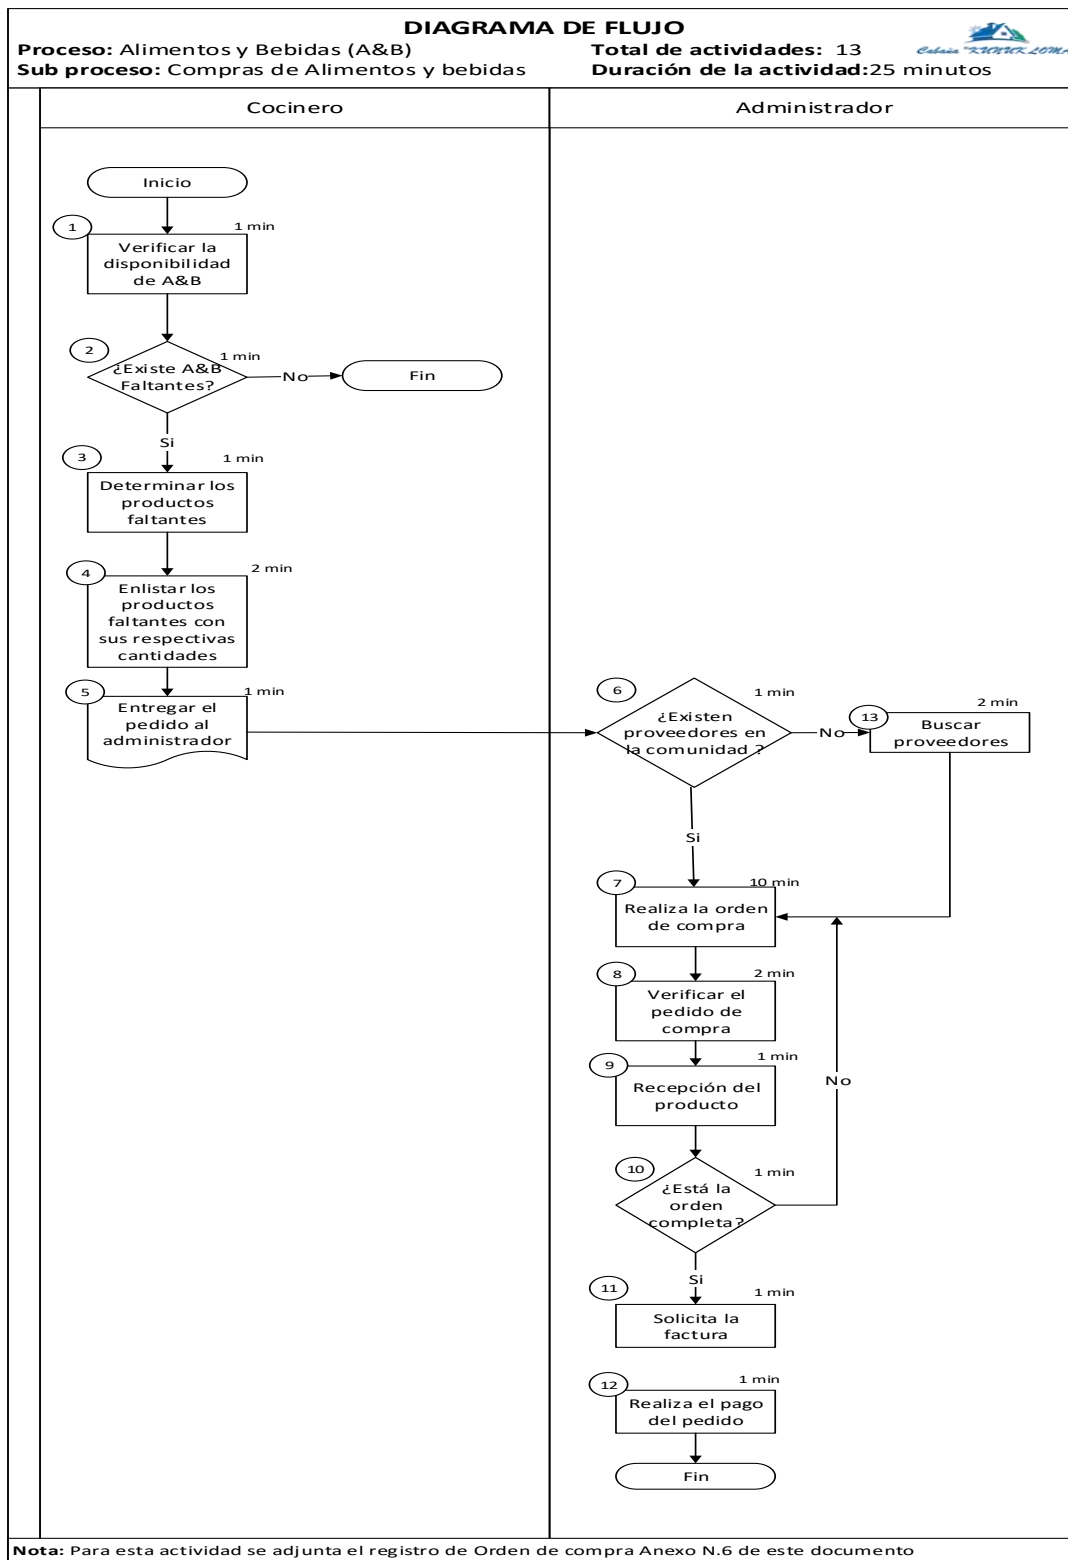 DIAGRAMA DE FLUJO
Proceso: Alimentos y Bebidas (A&B)
Total de actividades: 13
Sub proceso: Compras de Alimentos y bebidas
Duración de la actividad:25 minutos
Cabaña "KUNUK LOMA
Cocinero
Administrador
Inicio
1
1 min
Verificar la
disponibilidad
de A&B
2
1 min
¿Existe A&B
Faltantes?
No
Fin
Si
3
1 min
Determinar los
productos
faltantes
4
2 min
Enlistar los
productos
faltantes con
sus respectivas
cantidades
5
1 min
Entregar el
pedido al
administrador
6
1 min
¿Existen
proveedores en
la comunidad ?
No
13
2 min
Buscar
proveedores
Si
7
10 min
Realiza la orden
de compra
8
2 min
Verificar el
pedido de
compra
9
1 min
Recepción del
producto
No
10
1 min
¿Está la
orden
completa?
Si
11
1 min
Solicita la
factura
12
1 min
Realiza el pago
del pedido
Fin
Nota: Para esta actividad se adjunta el registro de Orden de compra Anexo N.6 de este documento